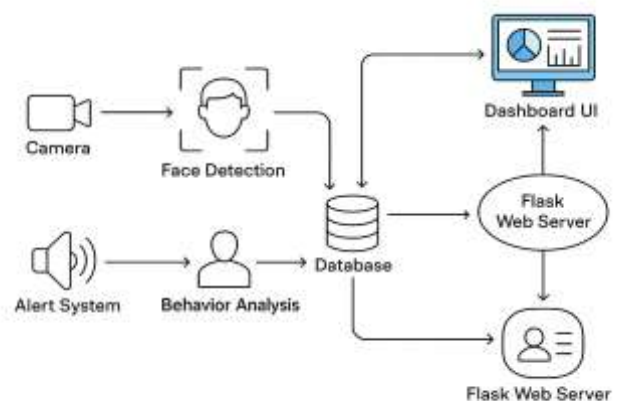 Dashboard UI
Camera
Face Detection
Flask
Web Server
Database
Alert System
Behavior Analysis
Flask Web Server